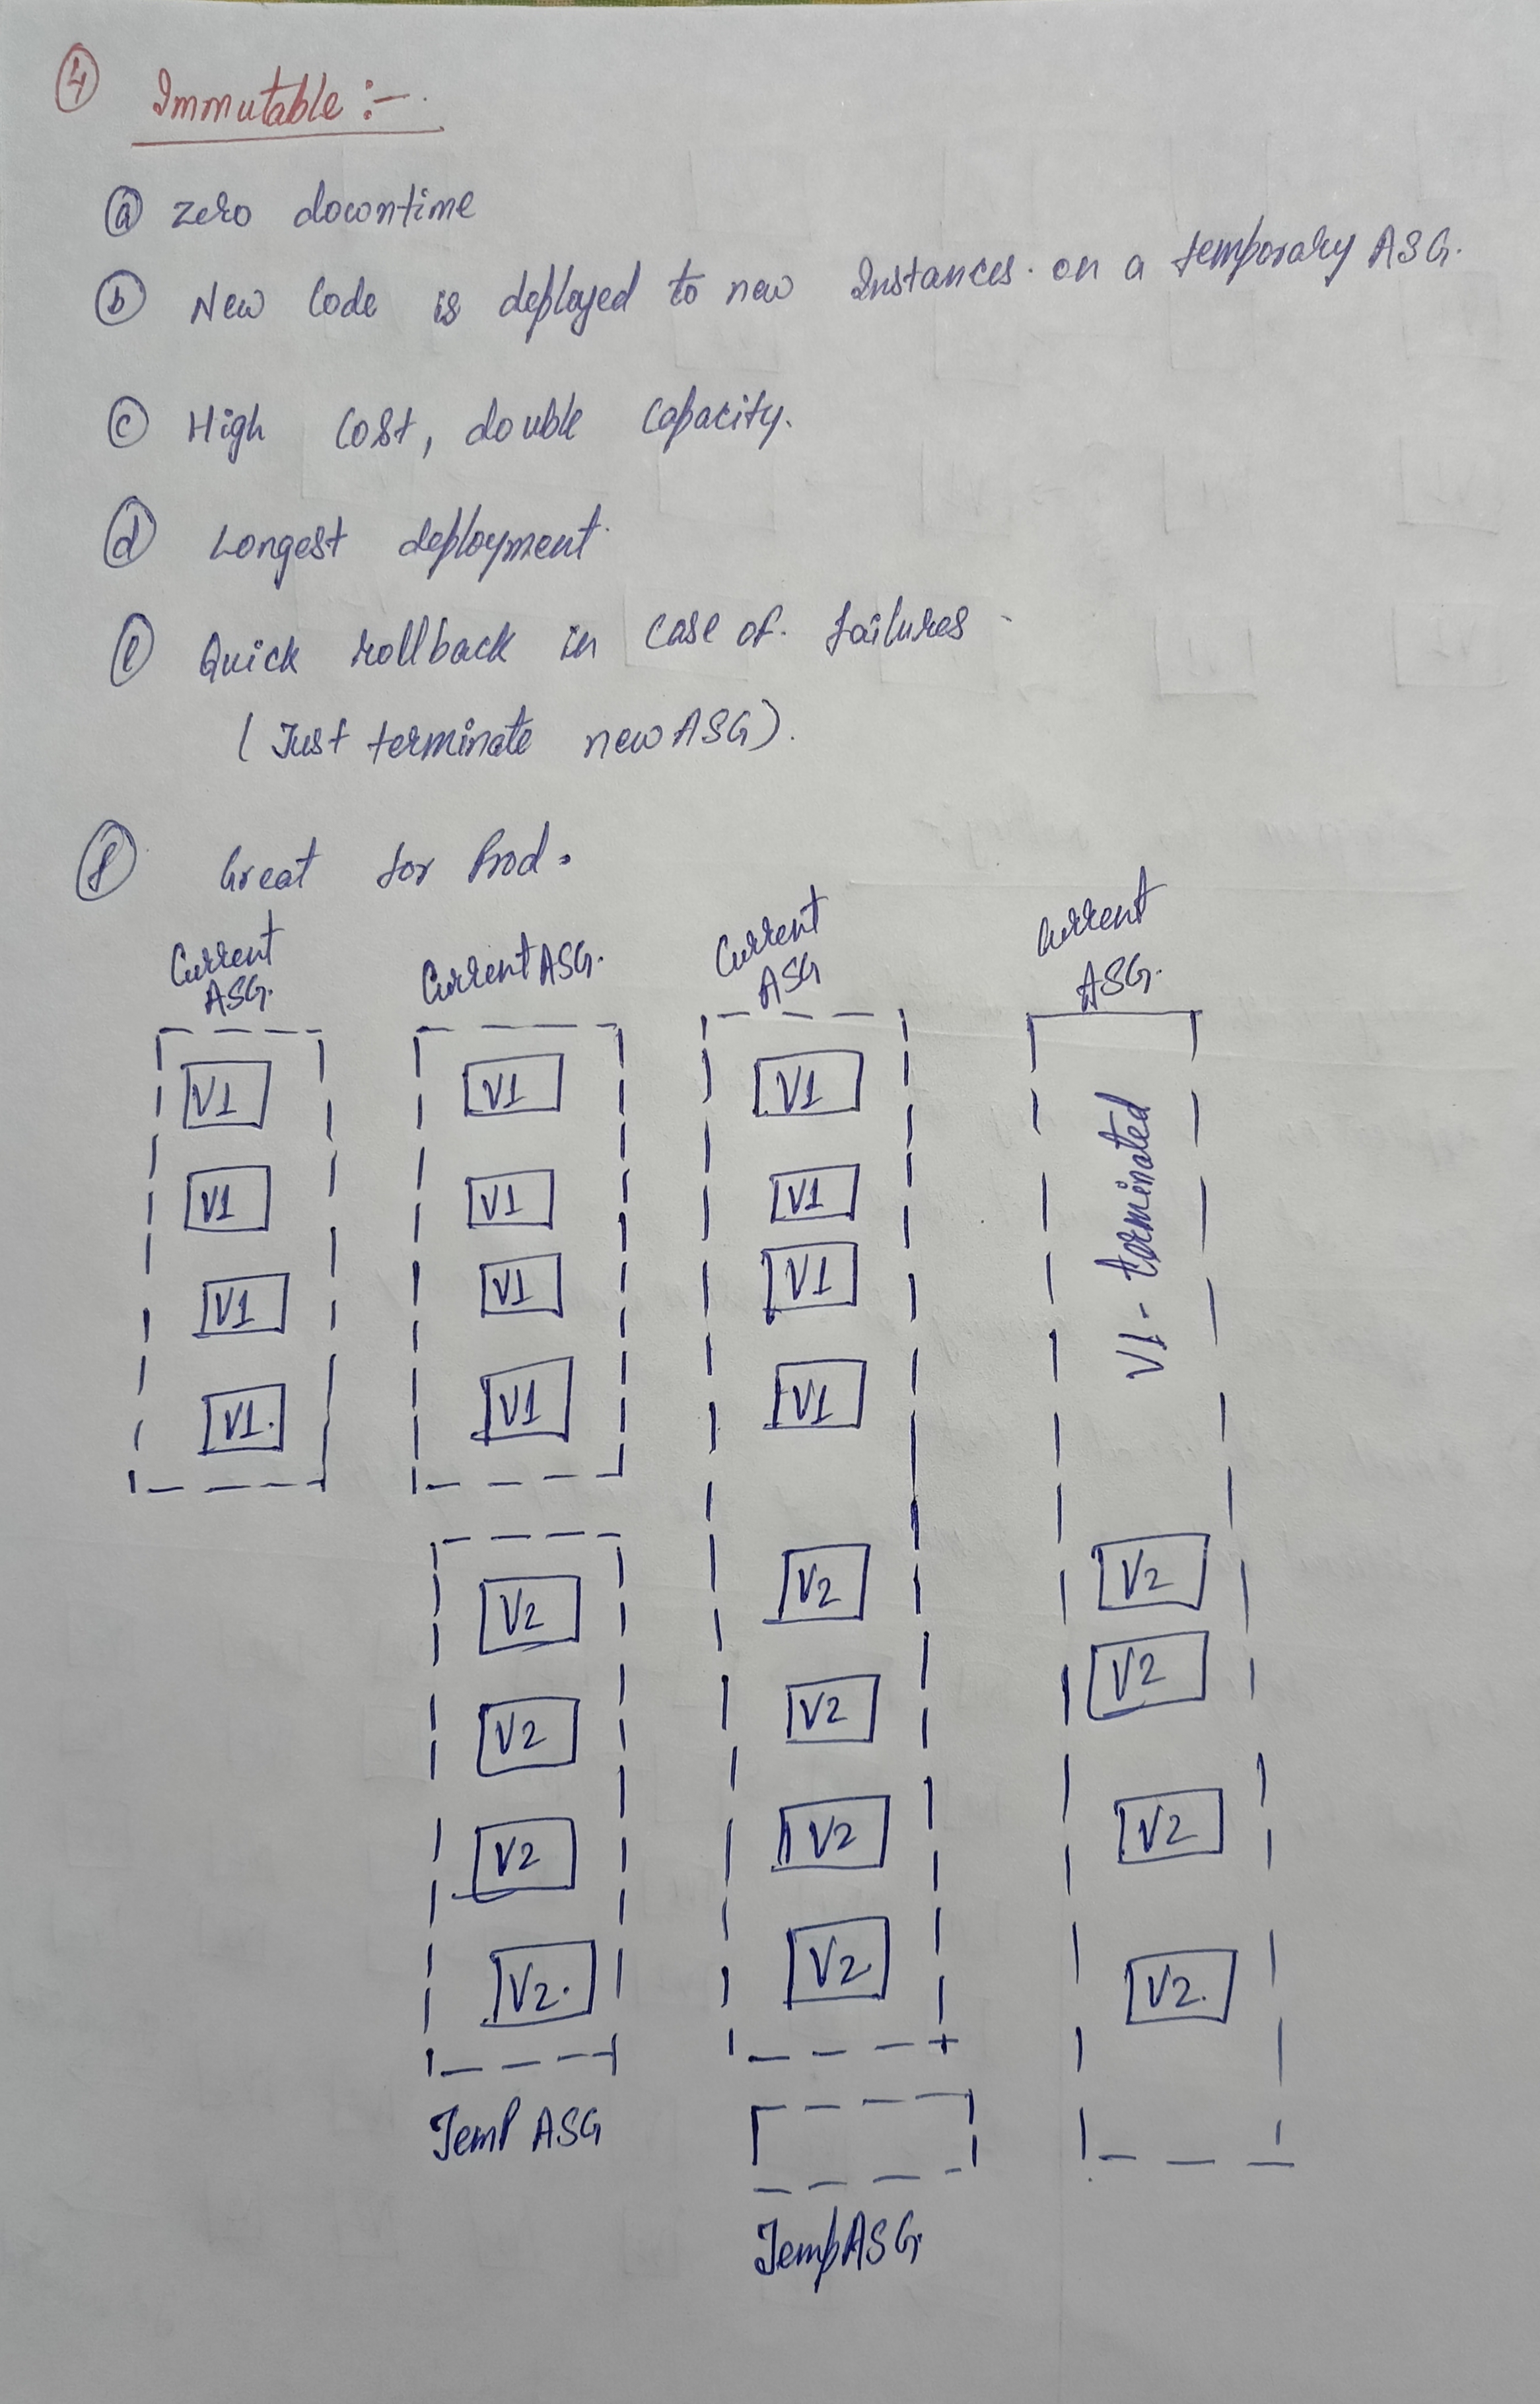 ④ Immutable :-
ⓐ Zero downtime
ⓑ New Code is deployed to new Instances. on a temporary ASG.
ⓒ High Cost, double Capacity.
ⓓ Longest deployment.
ⓔ Quick rollback in case of. failures -
( Just terminate new ASG).
ⓕ Great for Prod.
Current
ASG.
V1
V1
V1
V1.
Current ASG.
V1
V1
V1
V1
V2
V2
V2
V2.
Temp ASG
Current
ASG
V1
V1
V1
V1
V2
V2
V2
V2
Temp ASG.
Current
ASG.
V1 - terminated
V2
V2
V2
V2.